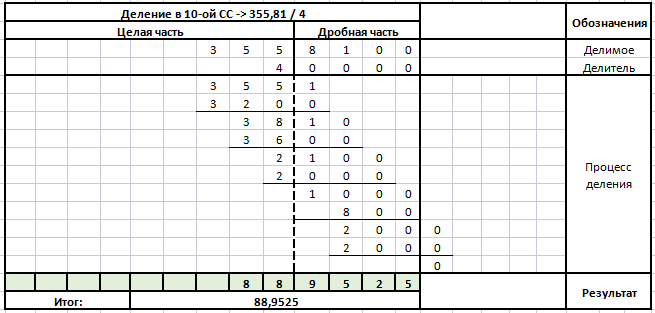 Деление в 10-ой СС -> 355,81 / 4 Обозначения
Целая часть Дробная часть
3 5 5 8 1 0 0 Делимое
4 0 0 0 0 Делитель
3 5 5 1
3 2 0 0
3 8 1 0
3 6 0 0
2 1 0 0
2 0 0 0
1 0 0 0
8 0 0
2 0 0 0
2 0 0 0
0
Процесс
деления
8 8 9 5 2 5 Результат
Итог: 88,9525